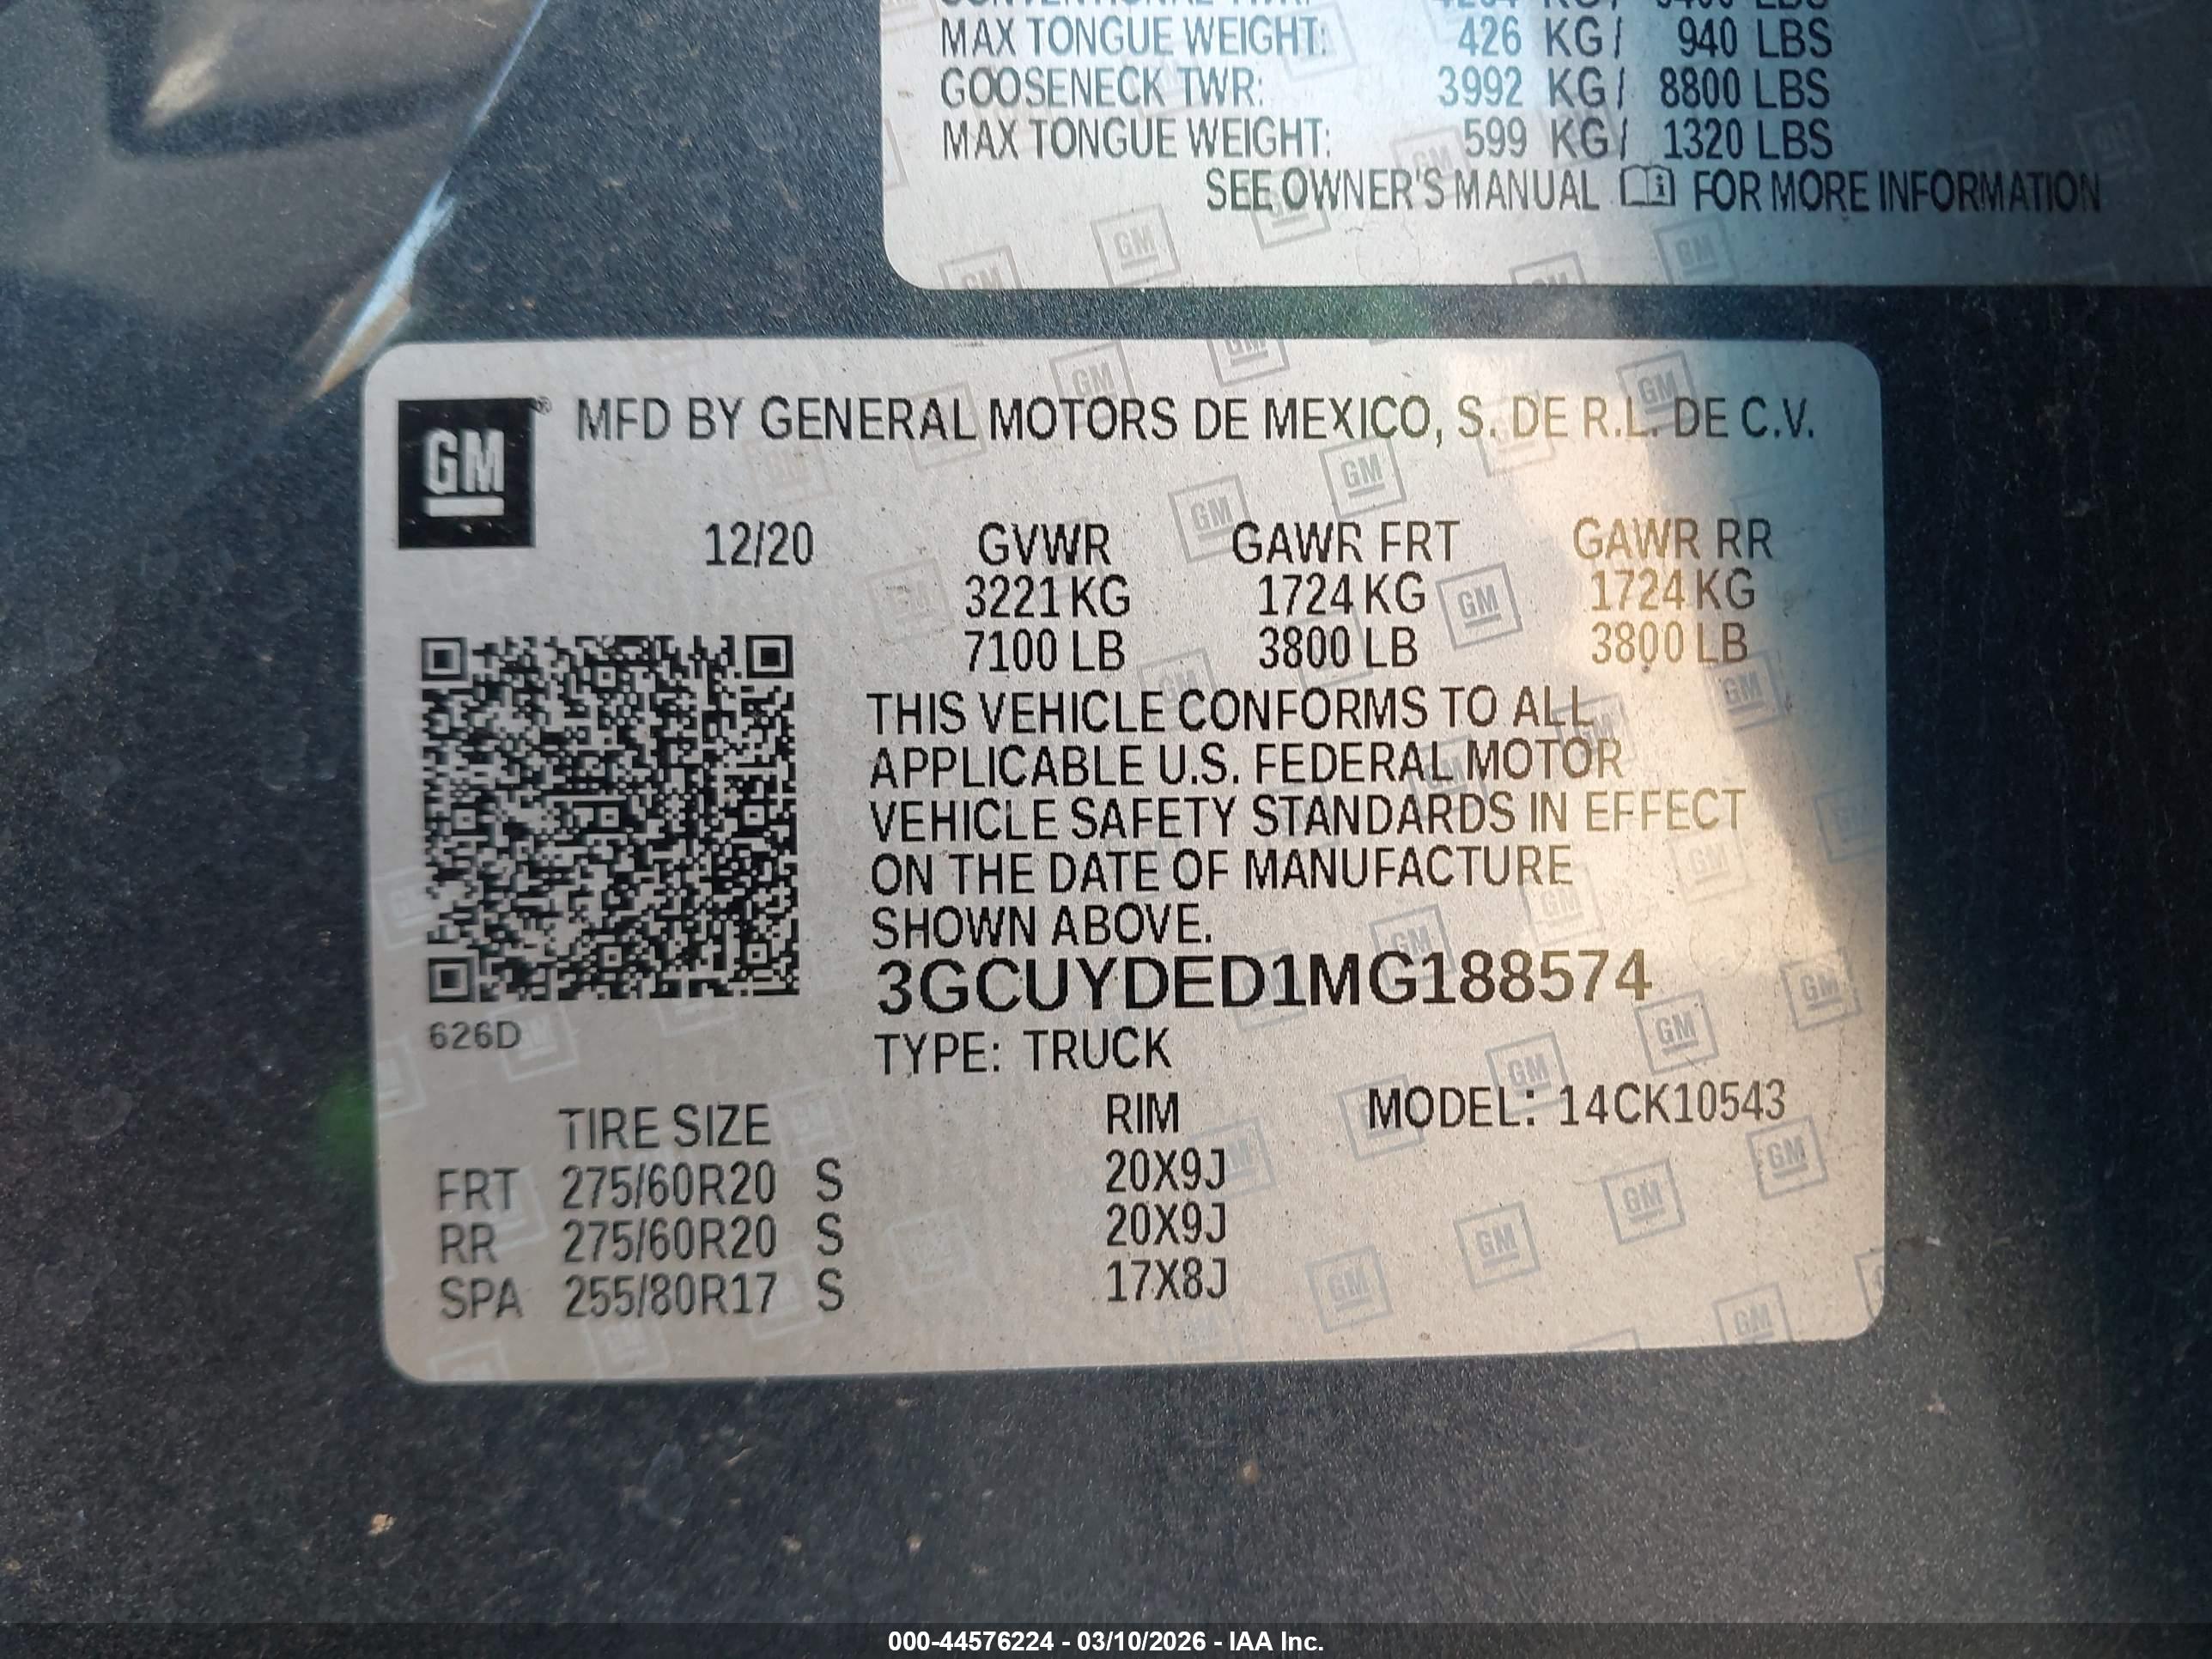 MAX TONGUE WEIGHT: 426 KG / 940 LBS
GOOSENECK TWR: 3992 KG / 8800 LBS
MAX TONGUE WEIGHT: 599 KG / 1320 LBS
SEE OWNER'S MANUAL FOR MORE INFORMATION
GM® MFD BY GENERAL MOTORS DE MEXICO, S. DE R.L. DE C.V.
12/20 GVWR GAWR FRT GAWR RR
3221 KG 1724 KG 1724 KG
7100 LB 3800 LB 3800 LB
THIS VEHICLE CONFORMS TO ALL
APPLICABLE U.S. FEDERAL MOTOR
VEHICLE SAFETY STANDARDS IN EFFECT
ON THE DATE OF MANUFACTURE
SHOWN ABOVE.
3GCUYDED1MG188574
626D
TYPE: TRUCK
TIRE SIZE RIM MODEL: 14CK10543
FRT 275/60R20 S 20X9J
RR 275/60R20 S 20X9J
SPA 255/80R17 S 17X8J
000-44576224 - 03/10/2026 - IAA Inc.